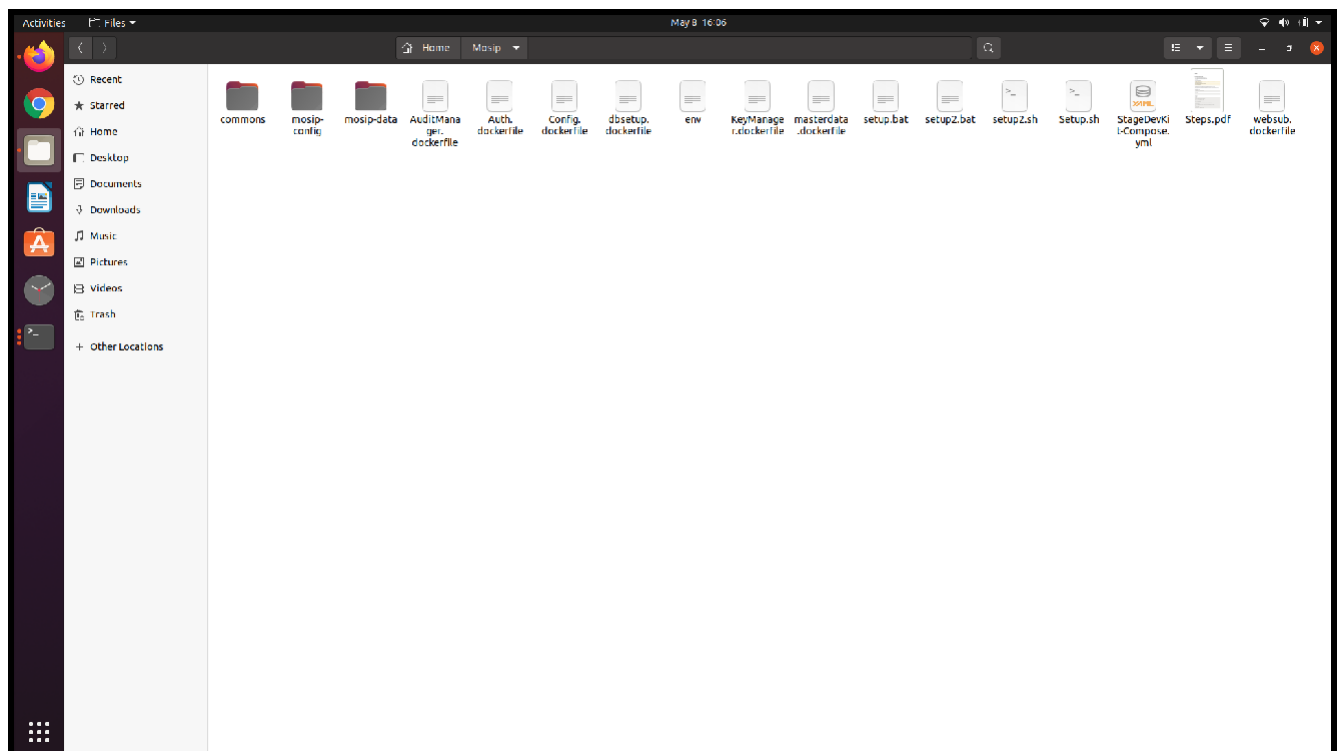 Activities
Files
May 8 16:06
Home
Mosip
Recent
Starred
Home
Desktop
Documents
Downloads
Music
Pictures
Videos
Trash
+ Other Locations
commons
mosip-
config
mosip-data
AuditMana
ger.
dockerfile
Auth.
dockerfile
Config.
dockerfile
dbsetup.
dockerfile
env
KeyManage
r.dockerfile
masterdata
.dockerfile
setup.bat
setup2.bat
setup2.sh
Setup.sh
YAML
StageDevKi
t-Compose.
yml
Steps.pdf
websub.
dockerfile